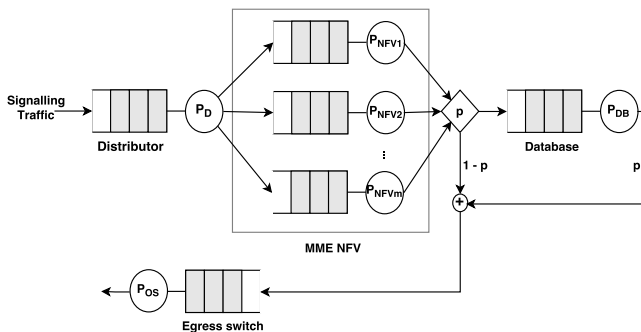 Signalling
Traffic
Distributor
P_D
P_NFV1
P_NFV2
...
P_NFVm
MME NFV
p
1 - p
Database
P_DB
p
+
P_OS
Egress switch